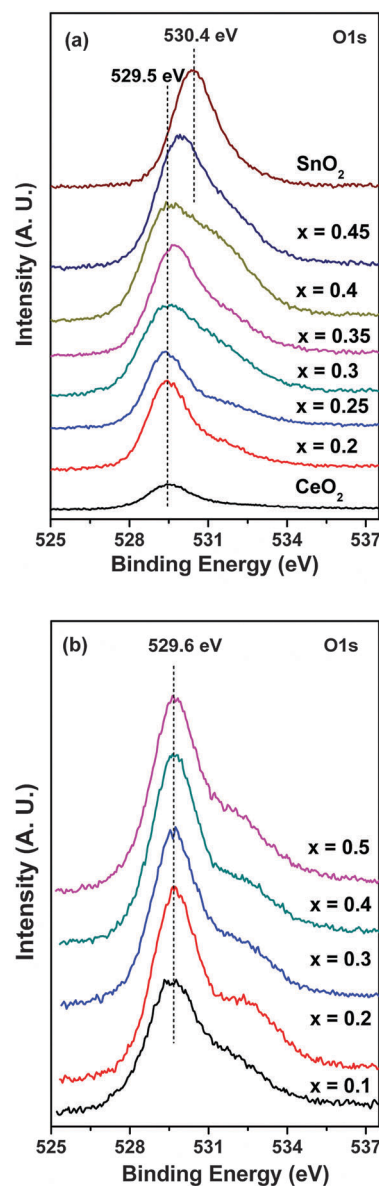 (a)
530.4 eV
O1s
529.5 eV
SnO₂
x = 0.45
x = 0.4
x = 0.35
x = 0.3
x = 0.25
x = 0.2
CeO₂
Intensity (A. U.)
525 528 531 534 537
Binding Energy (eV)
(b)
529.6 eV
O1s
x = 0.5
x = 0.4
x = 0.3
x = 0.2
x = 0.1
Intensity (A. U.)
525 528 531 534 537
Binding Energy (eV)